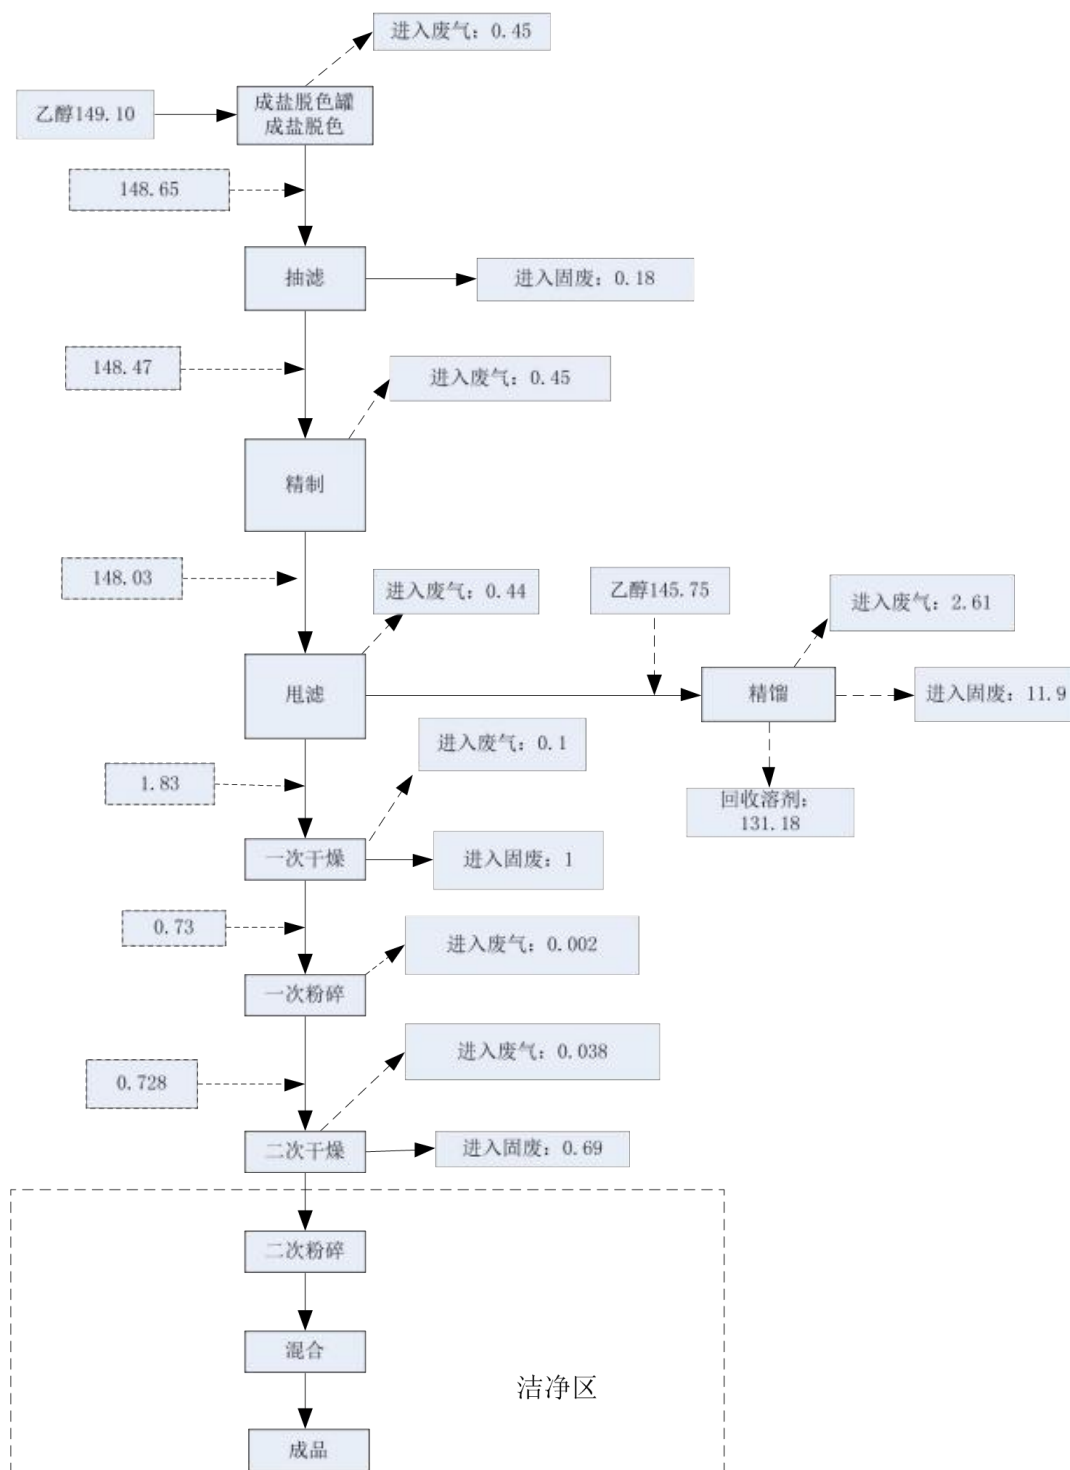 进入废气：0.45
乙醇149.10
成盐脱色罐
成盐脱色
148.65
抽滤
进入固废：0.18
148.47
进入废气：0.45
精制
148.03
进入废气：0.44
乙醇145.75
进入废气：2.61
甩滤
精馏
进入固废：11.9
进入废气：0.1
1.83
回收溶剂：
131.18
一次干燥
进入固废：1
0.73
进入废气：0.002
一次粉碎
进入废气：0.038
0.728
二次干燥
进入固废：0.69
二次粉碎
混合
洁净区
成品